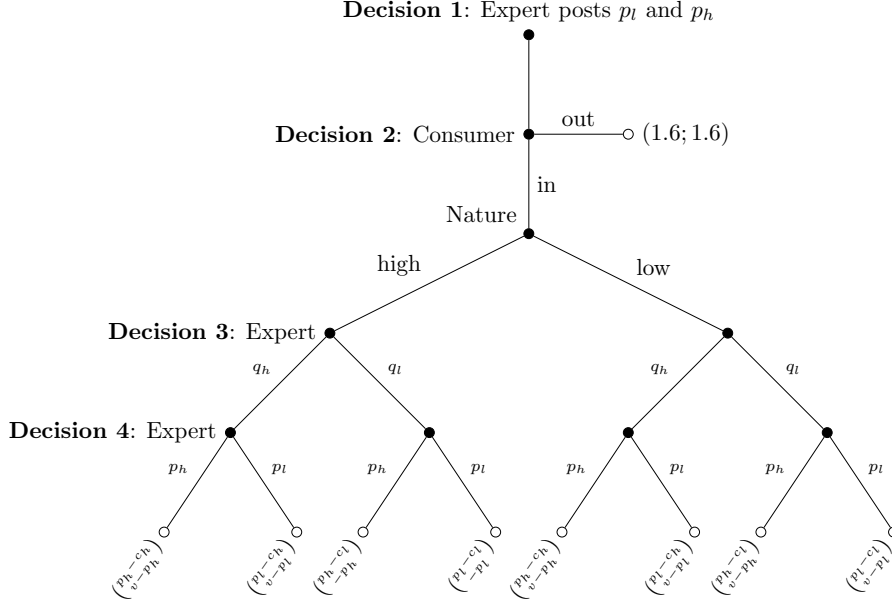 Decision 1: Expert posts p_l and p_h
out
Decision 2: Consumer
(1.6; 1.6)
in
Nature
high
low
Decision 3: Expert
q_h
q_l
q_h
q_l
Decision 4: Expert
p_h
p_l
p_h
p_l
p_h
p_l
p_h
p_l
(p_h−c_h
v−p_h)
(p_l−c_h
v−p_l)
(p_h−c_l
−p_h)
(p_l−c_l
−p_l)
(p_h−c_h
v−p_h)
(p_l−c_h
v−p_l)
(p_h−c_l
v−p_h)
(p_l−c_l
v−p_l)